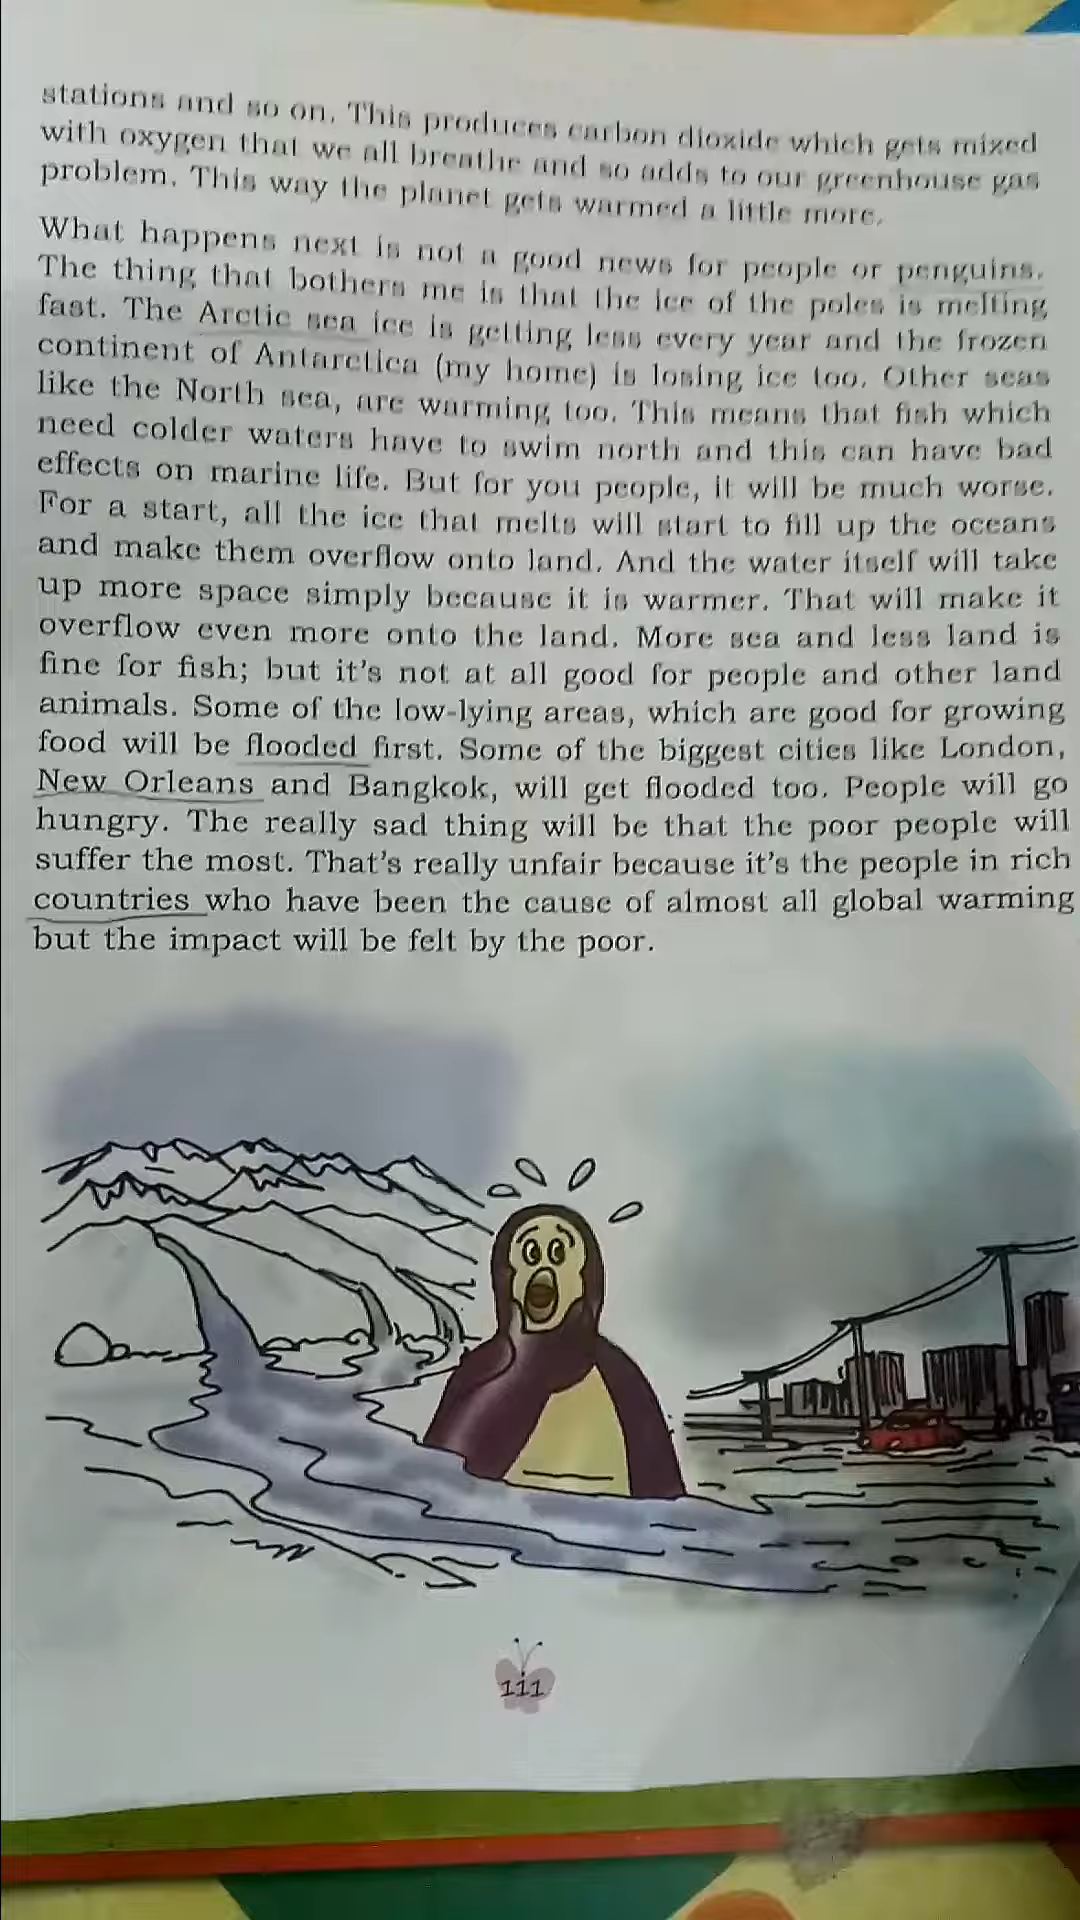 stations and so on. This produces carbon dioxide which gets mixed
with oxygen that we all breathe and so adds to our greenhouse gas
problem. This way the planet gets warmed a little more.
What happens next is not a good news for people or penguins.
The thing that bothers me is that the ice of the poles is melting
fast. The Arctic sea ice is getting less every year and the frozen
continent of Antarctica (my home) is losing ice too. Other seas
like the North sea, are warming too. This means that fish which
need colder waters have to swim north and this can have bad
effects on marine life. But for you people, it will be much worse.
For a start, all the ice that melts will start to fill up the oceans
and make them overflow onto land. And the water itself will take
up more space simply because it is warmer. That will make it
overflow even more onto the land. More sea and less land is
fine for fish; but it's not at all good for people and other land
animals. Some of the low-lying areas, which are good for growing
food will be flooded first. Some of the biggest cities like London,
New Orleans and Bangkok, will get flooded too. People will go
hungry. The really sad thing will be that the poor people will
suffer the most. That's really unfair because it's the people in rich
countries who have been the cause of almost all global warming
but the impact will be felt by the poor.
111